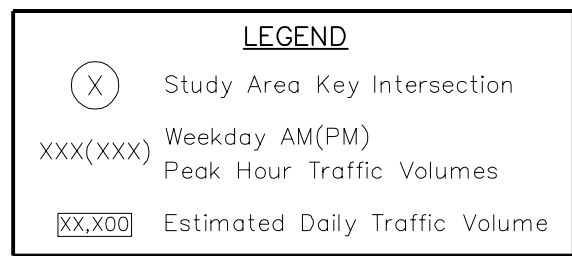 LEGEND
X Study Area Key Intersection
XXX(XXX) Weekday AM(PM)
Peak Hour Traffic Volumes
XX,X00 Estimated Daily Traffic Volume